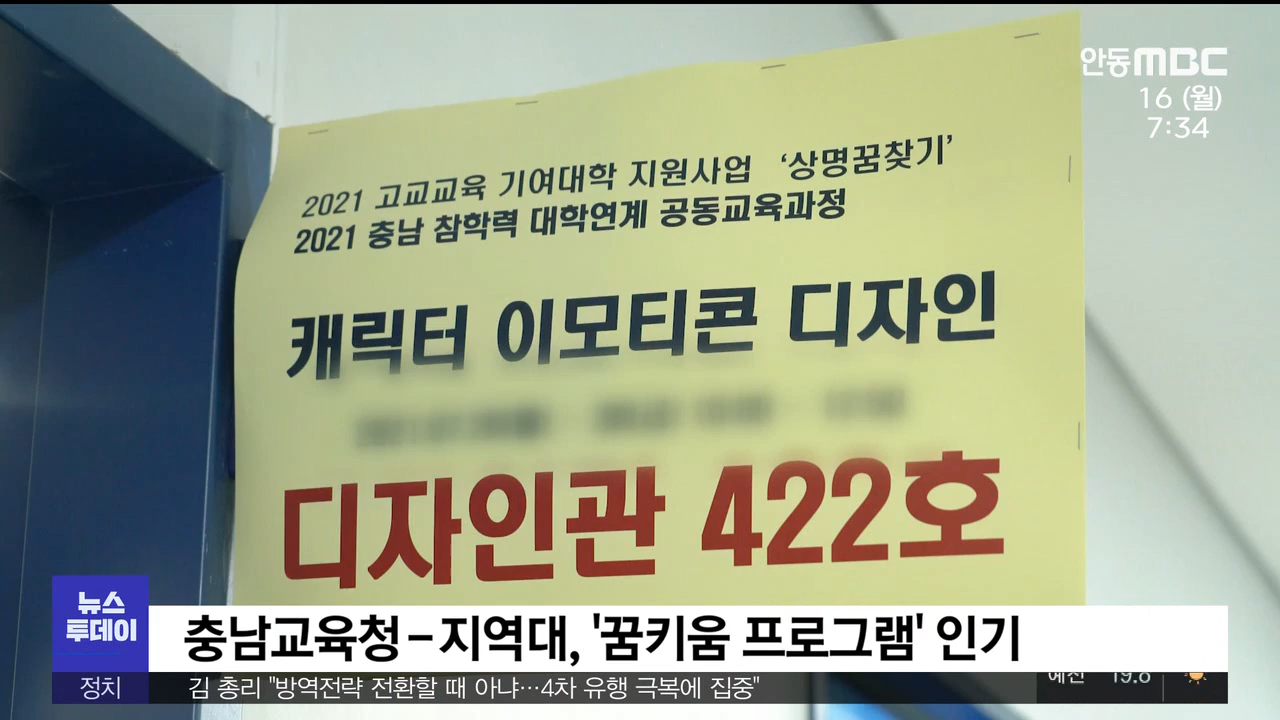 안동MBC
16 (월)
7:34
2021 고교교육 기여대학 지원사업 ‘상명꿈찾기’
2021 충남 참학력 대학연계 공동교육과정
캐릭터 이모티콘 디자인
디자인관 422호
뉴스
투데이
충남교육청-지역대, '꿈키움 프로그램' 인기
정치
김 총리 "방역전략 전환할 때 아냐…4차 유행 극복에 집중"
예천 19.8